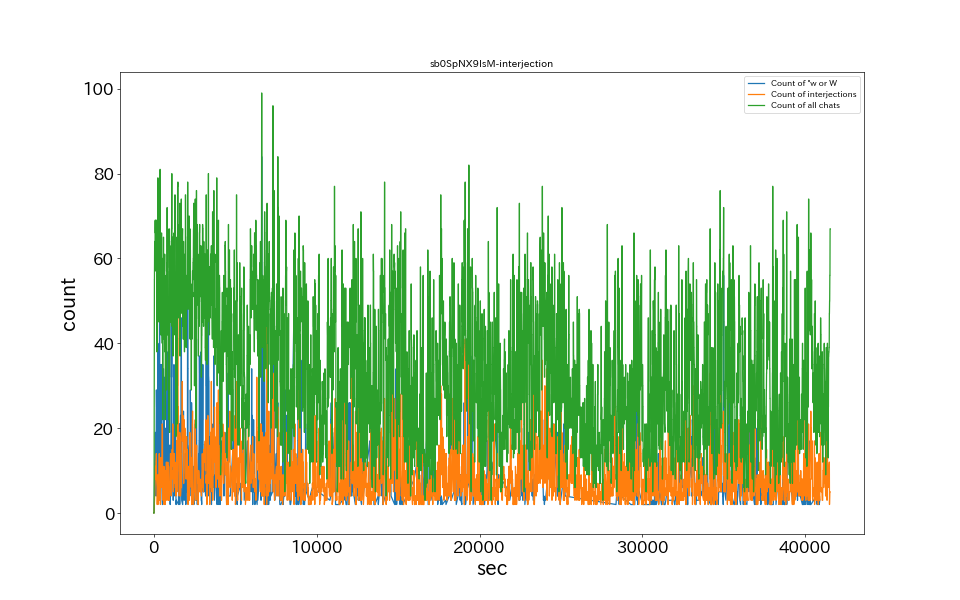 sb0SpNX9IsM-interjection
Count of "w or W
Count of interjections
Count of all chats
100
80
60
40
20
0
count
0 10000 20000 30000 40000
sec